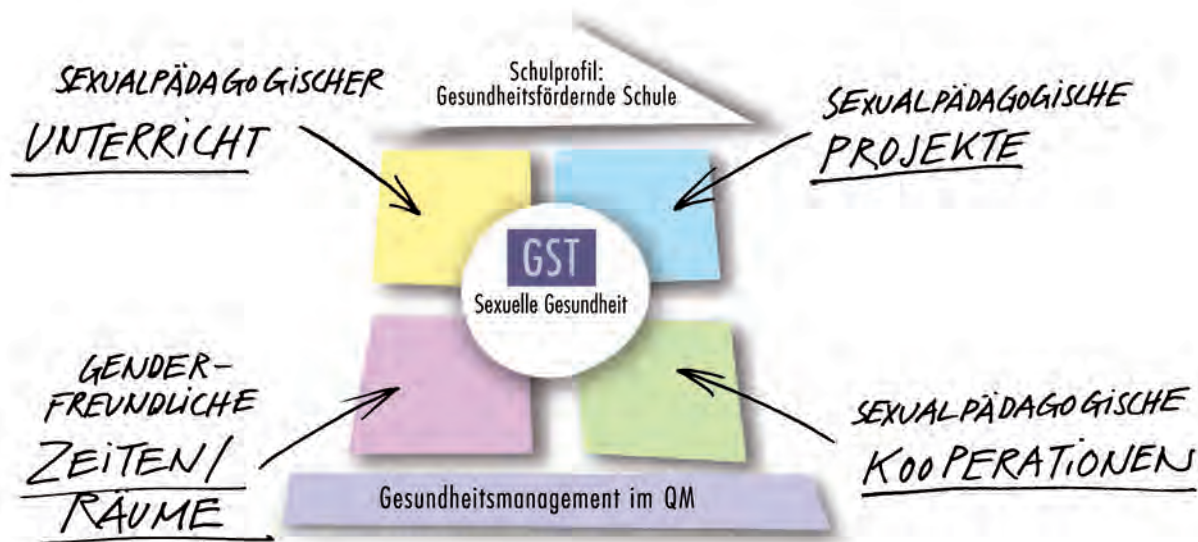 Schulprofil:
Gesundheitsfördernde Schule
SEXUALPÄDAGOGISCHER
UNTERRICHT
SEXUALPÄDAGOGISCHE
PROJEKTE
GST
Sexuelle Gesundheit
GENDER-
FREUNDLICHE
ZEITEN/
RÄUME
SEXUALPÄDAGOGISCHE
KOOPERATIONEN
Gesundheitsmanagement im QM